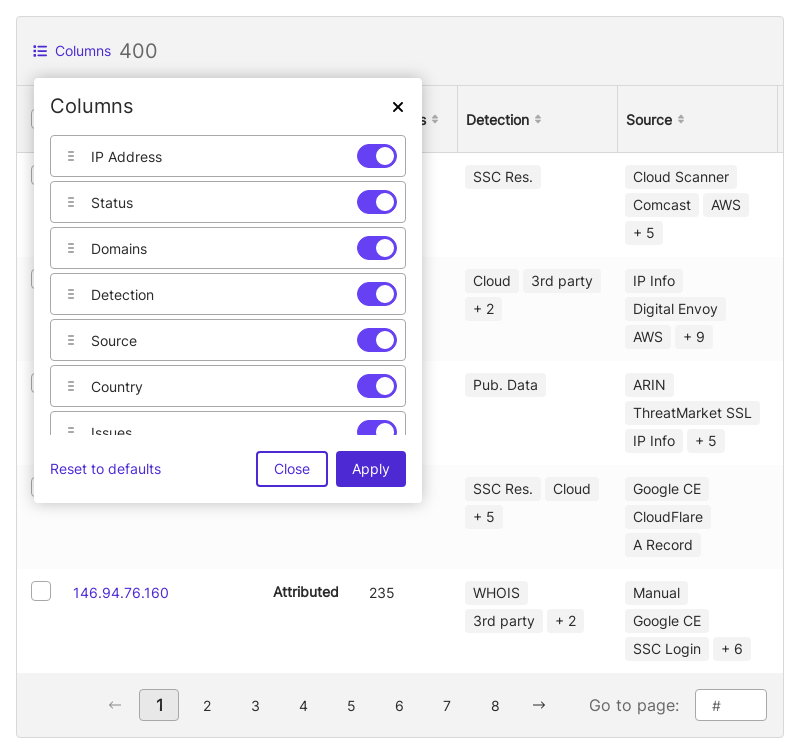 Columns 400
Columns
s Detection Source
IP Address
Status
Domains
Detection
Source
Country
Issues
Reset to defaults Close Apply
SSC Res.
Cloud Scanner
Comcast AWS
+ 5
Cloud 3rd party
+ 2
IP Info
Digital Envoy
AWS + 9
Pub. Data
ARIN
ThreatMarket SSL
IP Info + 5
SSC Res. Cloud
+ 5
Google CE
CloudFlare
A Record
146.94.76.160 Attributed 235
WHOIS
3rd party + 2
Manual
Google CE
SSC Login + 6
← 1 2 3 4 5 6 7 8 → Go to page: #